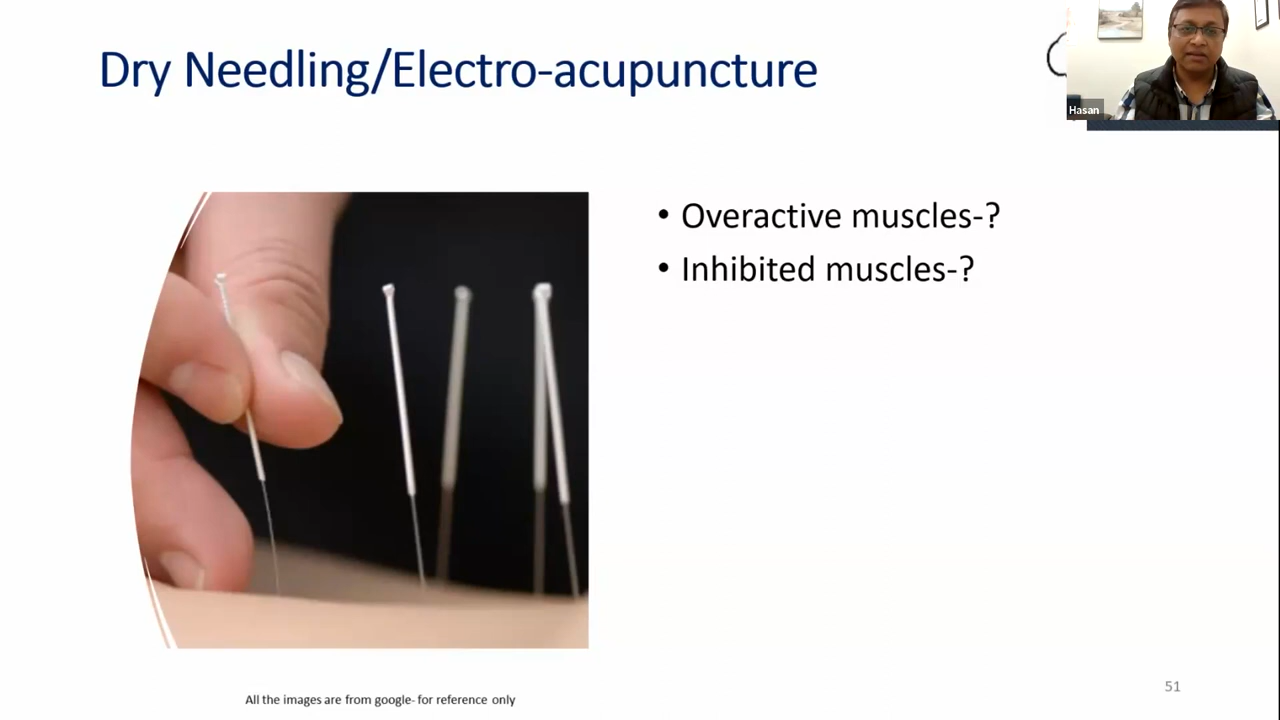 Dry Needling/Electro-acupuncture
Hasan
• Overactive muscles-?
• Inhibited muscles-?
All the images are from google- for reference only
51